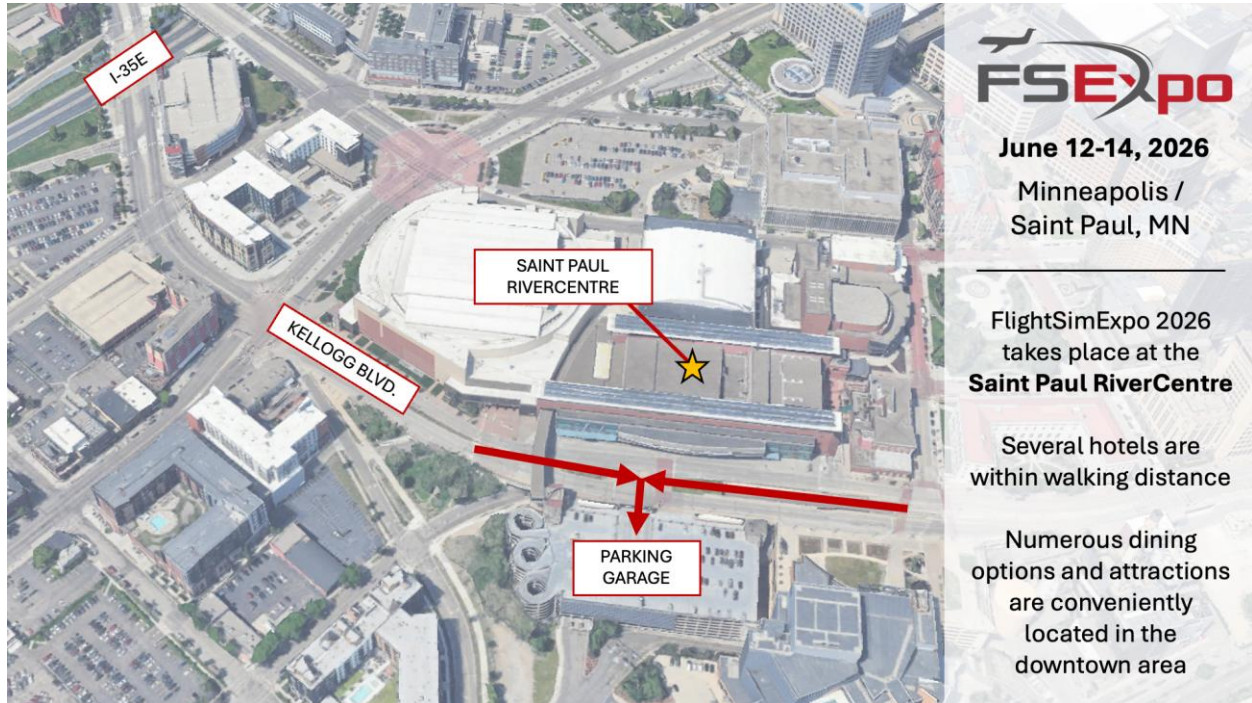 I-35E
SAINT PAUL
RIVERCENTRE
KELLOGG BLVD.
PARKING
GARAGE
FSExpo
June 12-14, 2026
Minneapolis /
Saint Paul, MN
FlightSimExpo 2026
takes place at the
Saint Paul RiverCentre
Several hotels are
within walking distance
Numerous dining
options and attractions
are conveniently
located in the
downtown area